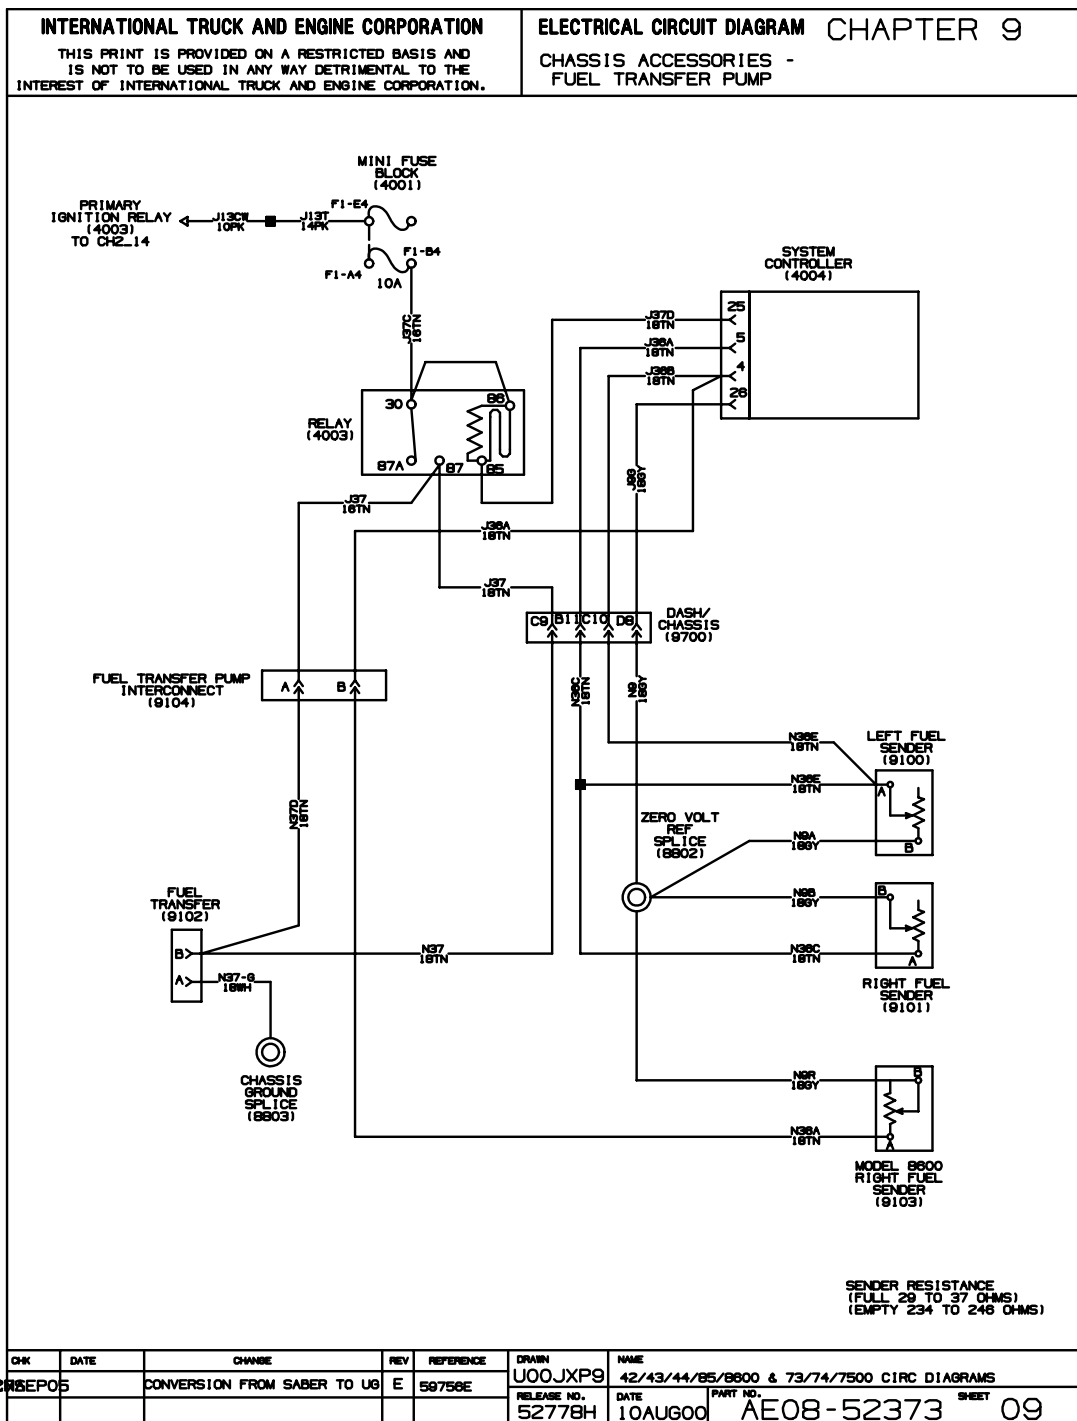 INTERNATIONAL TRUCK AND ENGINE CORPORATION
THIS PRINT IS PROVIDED ON A RESTRICTED BASIS AND
IS NOT TO BE USED IN ANY WAY DETRIMENTAL TO THE
INTEREST OF INTERNATIONAL TRUCK AND ENGINE CORPORATION.
ELECTRICAL CIRCUIT DIAGRAM CHAPTER 9
CHASSIS ACCESSORIES -
FUEL TRANSFER PUMP
MINI FUSE
BLOCK
(4001)
PRIMARY
IGNITION RELAY
(4003)
TO CH2_14
J13CW
10PK
J13T
14PK
F1-E4
F1-B4
F1-A4
10A
J37C
16TN
SYSTEM
CONTROLLER
(4004)
25
5
4
26
J37D
18TN
J36A
18TN
J36B
18TN
J9G
18GY
RELAY
(4003)
30
86
87A
87
85
J37
16TN
J36A
18TN
J37
18TN
C9
B11
C10
D8
DASH/
CHASSIS
(9700)
FUEL TRANSFER PUMP
INTERCONNECT
(9104)
A
B
N36C
18TN
N9
18GY
N36E
18TN
LEFT FUEL
SENDER
(9100)
N36E
18TN
A
B
N37D
18TN
ZERO VOLT
REF
SPLICE
(8802)
N9A
18GY
FUEL
TRANSFER
(9102)
B
A
N37
18TN
N37-G
18WH
N9B
18GY
N36C
18TN
B
A
RIGHT FUEL
SENDER
(9101)
CHASSIS
GROUND
SPLICE
(8803)
N9R
18GY
N36A
18TN
B
A
MODEL 8600
RIGHT FUEL
SENDER
(9103)
SENDER RESISTANCE
(FULL 29 TO 37 OHMS)
(EMPTY 234 TO 246 OHMS)
CHK
DATE
CHANGE
REV
REFERENCE
CONVERSION FROM SABER TO UG
E
59756E
DRAWN
U00JXP9
NAME
42/43/44/85/8600 & 73/74/7500 CIRC DIAGRAMS
RELEASE NO.
52778H
DATE
10AUG00
PART NO.
AE08-52373
SHEET
09